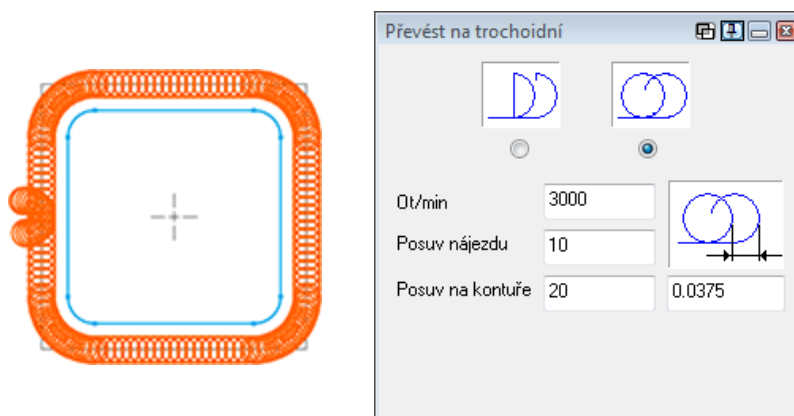 Převést na trochoidní
Ot/min 3000
Posuv nájezdu 10
Posuv na kontuře 20 0.0375